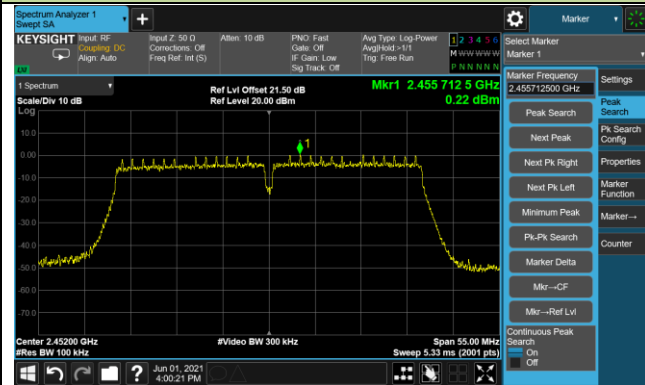 Spectrum Analyzer 1
Swept SA
KEYSIGHT
Input: RF
Coupling: DC
Align: Auto
Input Z: 50 Ω
Corrections: Off
Freq Ref: Int (S)
Atten: 10 dB
PNO: Fast
Gate: Off
IF Gain: Low
Sig Track: Off
Avg Type: Log-Power
Avg|Hold:>1/1
Trig: Free Run
1 2 3 4 5 6
M W W W W W
P N N N N N
LXI
1 Spectrum
Scale/Div 10 dB
Log
Ref Lvl Offset 21.50 dB
Ref Level 20.00 dBm
Mkr1 2.455 712 5 GHz
0.22 dBm
10.0
0.00
-10.0
-20.0
-30.0
-40.0
-50.0
-60.0
-70.0
1
Center 2.45200 GHz
#Res BW 100 kHz
#Video BW 300 kHz
Span 55.00 MHz
Sweep 5.33 ms (2001 pts)
Jun 01, 2021
4:00:21 PM
Marker
Select Marker
Marker 1
Marker Frequency
2.455712500 GHz
Peak Search
Next Peak
Next Pk Right
Next Pk Left
Minimum Peak
Pk-Pk Search
Marker Delta
Mkr→CF
Mkr→Ref Lvl
Continuous Peak
Search
On
Off
Settings
Peak
Search
Pk Search
Config
Properties
Marker
Function
Marker→
Counter